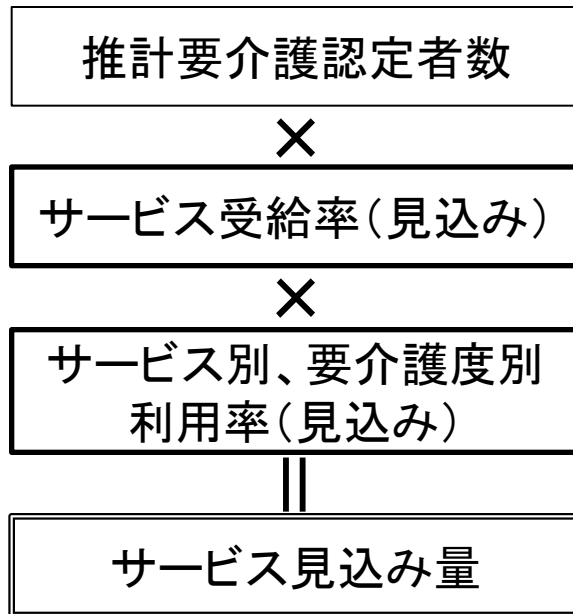 推計要介護認定者数
×
サービス受給率(見込み)
×
サービス別、要介護度別
利用率(見込み)
||
サービス見込み量